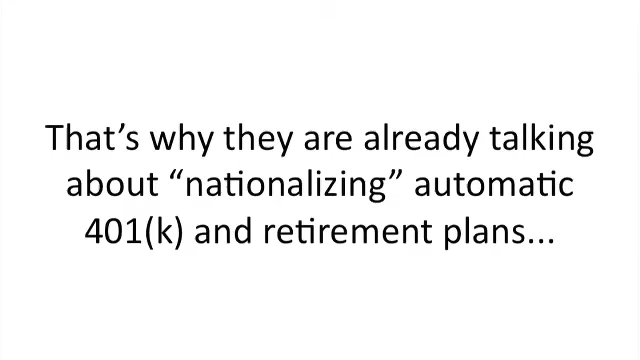 That’s why they are already talking
about “nationalizing” automatic
401(k) and retirement plans...